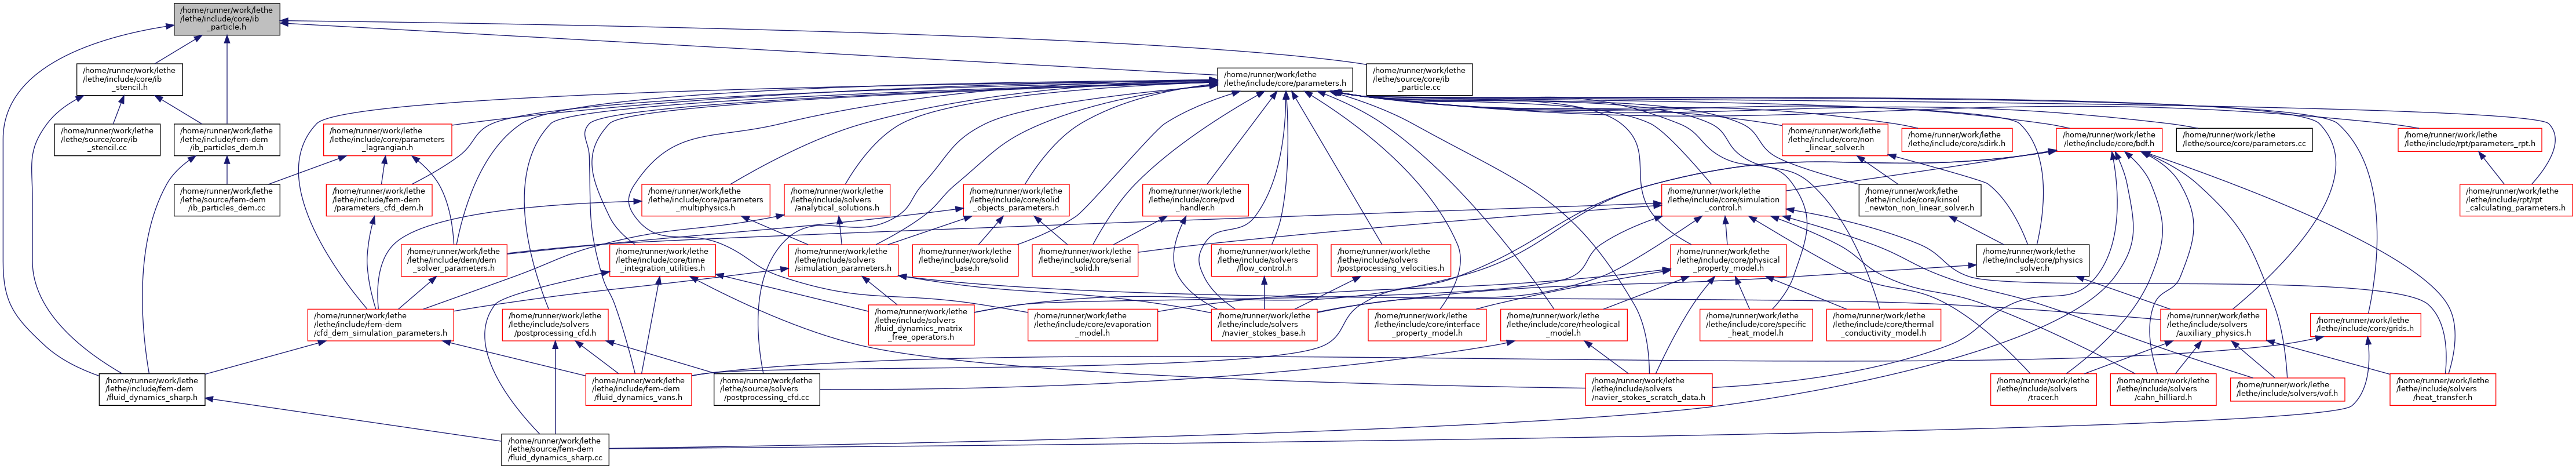 /home/runner/work/lethe
/lethe/include/core/ib
_particle.h
/home/runner/work/lethe
/lethe/include/core/ib
_stencil.h
/home/runner/work/lethe
/lethe/include/core/parameters.h
/home/runner/work/lethe
/lethe/source/core/ib
_particle.cc
/home/runner/work/lethe
/lethe/source/core/ib
_stencil.cc
/home/runner/work/lethe
/lethe/include/fem-dem
/ib_particles_dem.h
/home/runner/work/lethe
/lethe/include/core/parameters
_lagrangian.h
/home/runner/work/lethe
/lethe/include/core/non
_linear_solver.h
/home/runner/work/lethe
/lethe/include/core/sdirk.h
/home/runner/work/lethe
/lethe/include/core/bdf.h
/home/runner/work/lethe
/lethe/source/core/parameters.cc
/home/runner/work/lethe
/lethe/include/rpt/parameters_rpt.h
/home/runner/work/lethe
/lethe/source/fem-dem
/ib_particles_dem.cc
/home/runner/work/lethe
/lethe/include/fem-dem
/parameters_cfd_dem.h
/home/runner/work/lethe
/lethe/include/core/parameters
_multiphysics.h
/home/runner/work/lethe
/lethe/include/solvers
/analytical_solutions.h
/home/runner/work/lethe
/lethe/include/core/solid
_objects_parameters.h
/home/runner/work/lethe
/lethe/include/core/pvd
_handler.h
/home/runner/work/lethe
/lethe/include/core/simulation
_control.h
/home/runner/work/lethe
/lethe/include/core/kinsol
_newton_non_linear_solver.h
/home/runner/work/lethe
/lethe/include/rpt/rpt
_calculating_parameters.h
/home/runner/work/lethe
/lethe/include/dem/dem
_solver_parameters.h
/home/runner/work/lethe
/lethe/include/core/time
_integration_utilities.h
/home/runner/work/lethe
/lethe/include/solvers
/simulation_parameters.h
/home/runner/work/lethe
/lethe/include/core/solid
_base.h
/home/runner/work/lethe
/lethe/include/core/serial
_solid.h
/home/runner/work/lethe
/lethe/include/solvers
/flow_control.h
/home/runner/work/lethe
/lethe/include/solvers
/postprocessing_velocities.h
/home/runner/work/lethe
/lethe/include/core/physical
_property_model.h
/home/runner/work/lethe
/lethe/include/core/physics
_solver.h
/home/runner/work/lethe
/lethe/include/fem-dem
/cfd_dem_simulation_parameters.h
/home/runner/work/lethe
/lethe/include/solvers
/postprocessing_cfd.h
/home/runner/work/lethe
/lethe/include/solvers
/fluid_dynamics_matrix
_free_operators.h
/home/runner/work/lethe
/lethe/include/core/evaporation
_model.h
/home/runner/work/lethe
/lethe/include/solvers
/navier_stokes_base.h
/home/runner/work/lethe
/lethe/include/core/interface
_property_model.h
/home/runner/work/lethe
/lethe/include/core/rheological
_model.h
/home/runner/work/lethe
/lethe/include/core/specific
_heat_model.h
/home/runner/work/lethe
/lethe/include/core/thermal
_conductivity_model.h
/home/runner/work/lethe
/lethe/include/solvers
/auxiliary_physics.h
/home/runner/work/lethe
/lethe/include/core/grids.h
/home/runner/work/lethe
/lethe/include/fem-dem
/fluid_dynamics_sharp.h
/home/runner/work/lethe
/lethe/include/fem-dem
/fluid_dynamics_vans.h
/home/runner/work/lethe
/lethe/source/solvers
/postprocessing_cfd.cc
/home/runner/work/lethe
/lethe/include/solvers
/navier_stokes_scratch_data.h
/home/runner/work/lethe
/lethe/include/solvers
/tracer.h
/home/runner/work/lethe
/lethe/include/solvers
/cahn_hilliard.h
/home/runner/work/lethe
/lethe/include/solvers/vof.h
/home/runner/work/lethe
/lethe/include/solvers
/heat_transfer.h
/home/runner/work/lethe
/lethe/source/fem-dem
/fluid_dynamics_sharp.cc